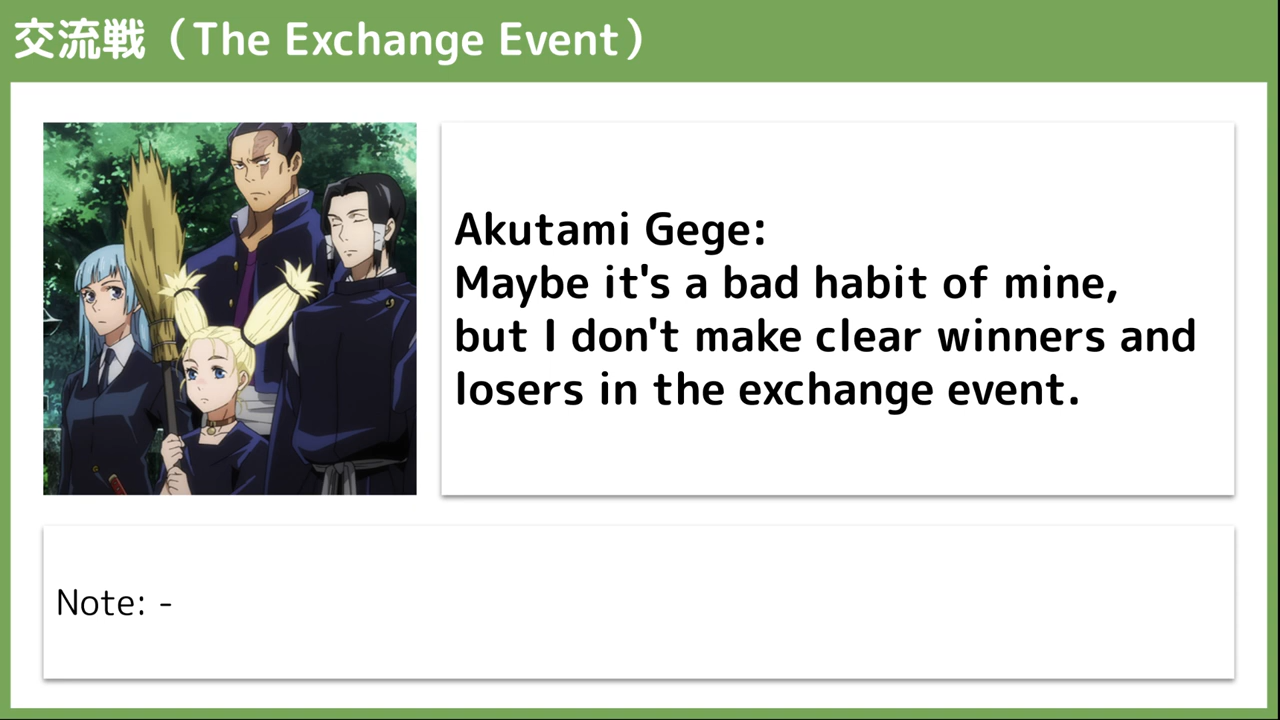 交流戦（The Exchange Event）
Akutami Gege:
Maybe it's a bad habit of mine,
but I don't make clear winners and
losers in the exchange event.
Note: -